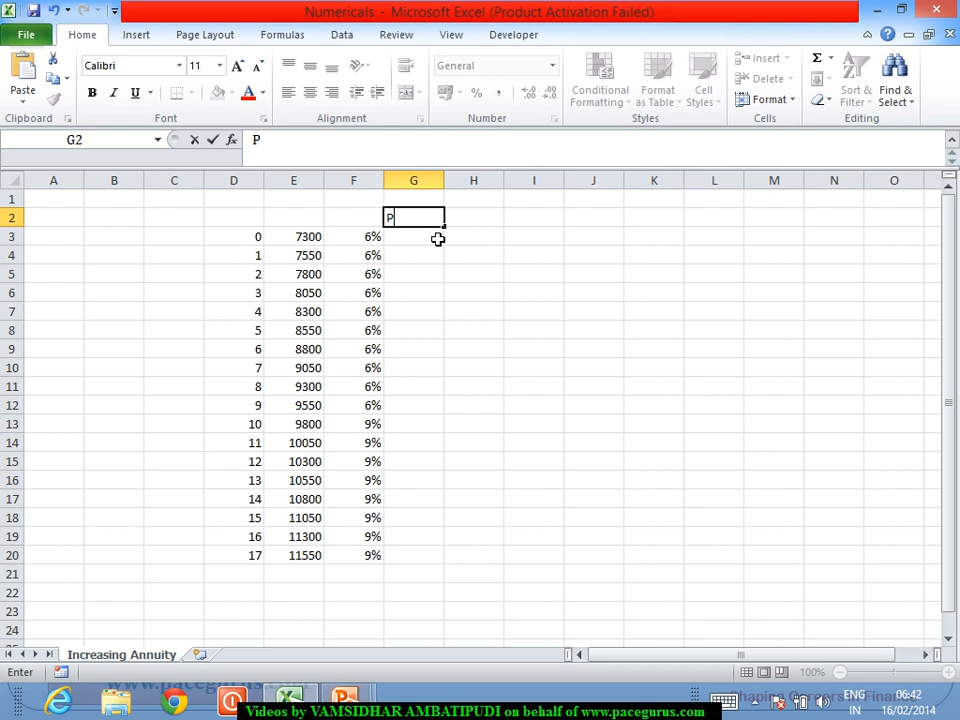 Numericals - Microsoft Excel (Product Activation Failed)
File Home Insert Page Layout Formulas Data Review View Developer
Calibri 11 General
Paste B I U Conditional Formatting Format as Table Cell Styles Insert Delete Format Sort & Filter Find & Select
Clipboard Font Alignment Number Styles Cells Editing
G2 fx P
A B C D E F G H I J K L M N O
1
2 P
3 0 7300 6%
4 1 7550 6%
5 2 7800 6%
6 3 8050 6%
7 4 8300 6%
8 5 8550 6%
9 6 8800 6%
10 7 9050 6%
11 8 9300 6%
12 9 9550 6%
13 10 9800 9%
14 11 10050 9%
15 12 10300 9%
16 13 10550 9%
17 14 10800 9%
18 15 11050 9%
19 16 11300 9%
20 17 11550 9%
21
22
23
24
Increasing Annuity
Enter 100%
www.pacegurus.com
ENG 06:42
IN 16/02/2014
Videos by VAMSIDHAR AMBATIPUDI on behalf of www.pacegurus.com